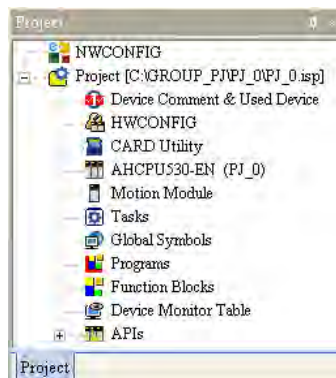 Project
NWCONFIG
Project [C:\GROUP_PJ\PJ_0\PJ_0.isp]
Device Comment & Used Device
HWCONFIG
CARD Utility
AHCPU530-EN (PJ_0)
Motion Module
Tasks
Global Symbols
Programs
Function Blocks
Device Monitor Table
APIs
Project